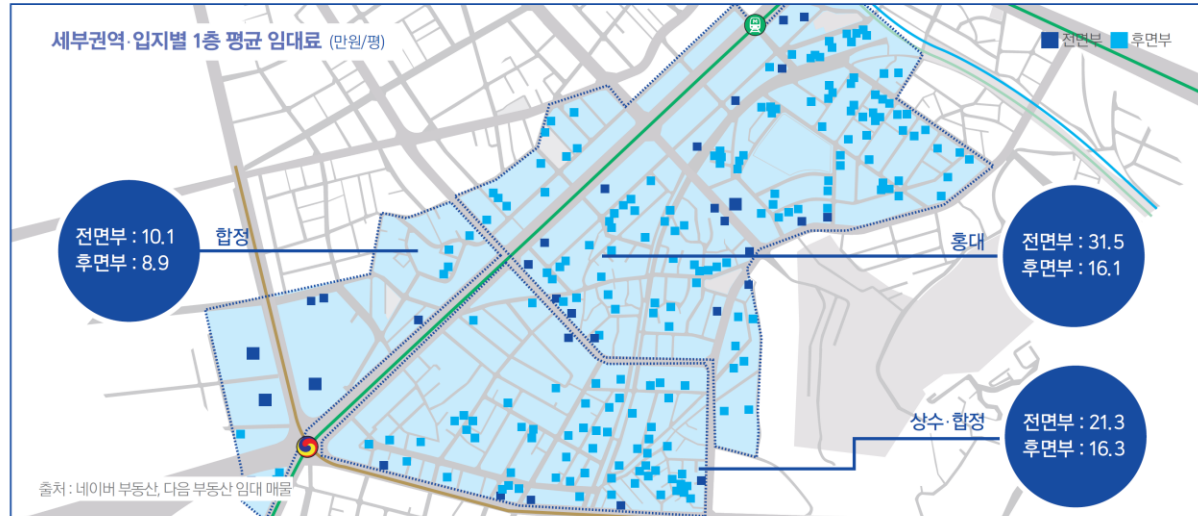 세부권역·입지별 1층 평균 임대료 (만원/평)
전면부 후면부
전면부 : 10.1
후면부 : 8.9
합정
홍대
전면부 : 31.5
후면부 : 16.1
상수·합정
전면부 : 21.3
후면부 : 16.3
출처 : 네이버 부동산, 다음 부동산 임대 매물